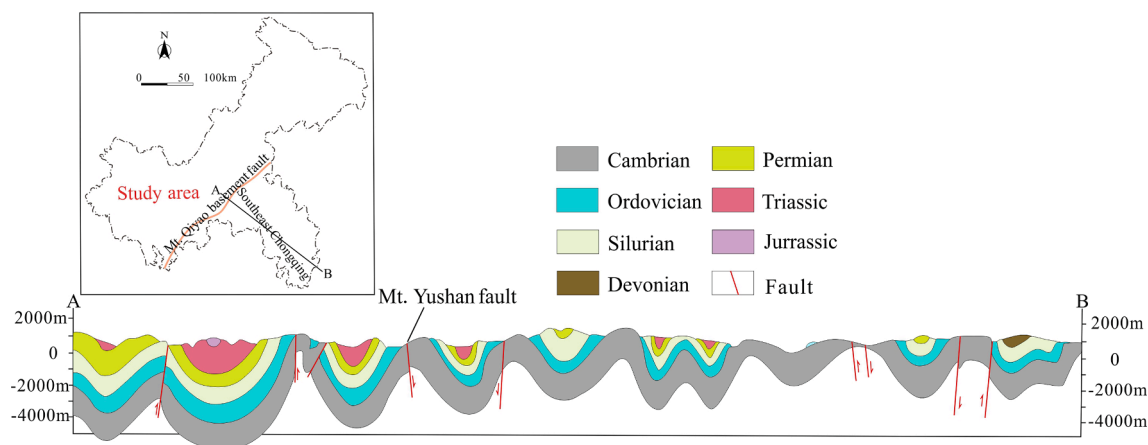 N
0 50 100km
Study area
A
Mt. Qiyao basement fault
Southeast Chongqing
B
Cambrian
Permian
Ordovician
Triassic
Silurian
Jurrassic
Devonian
Fault
Mt. Yushan fault
A
B
2000m
0
-2000m
-4000m
2000m
0
-2000m
-4000m